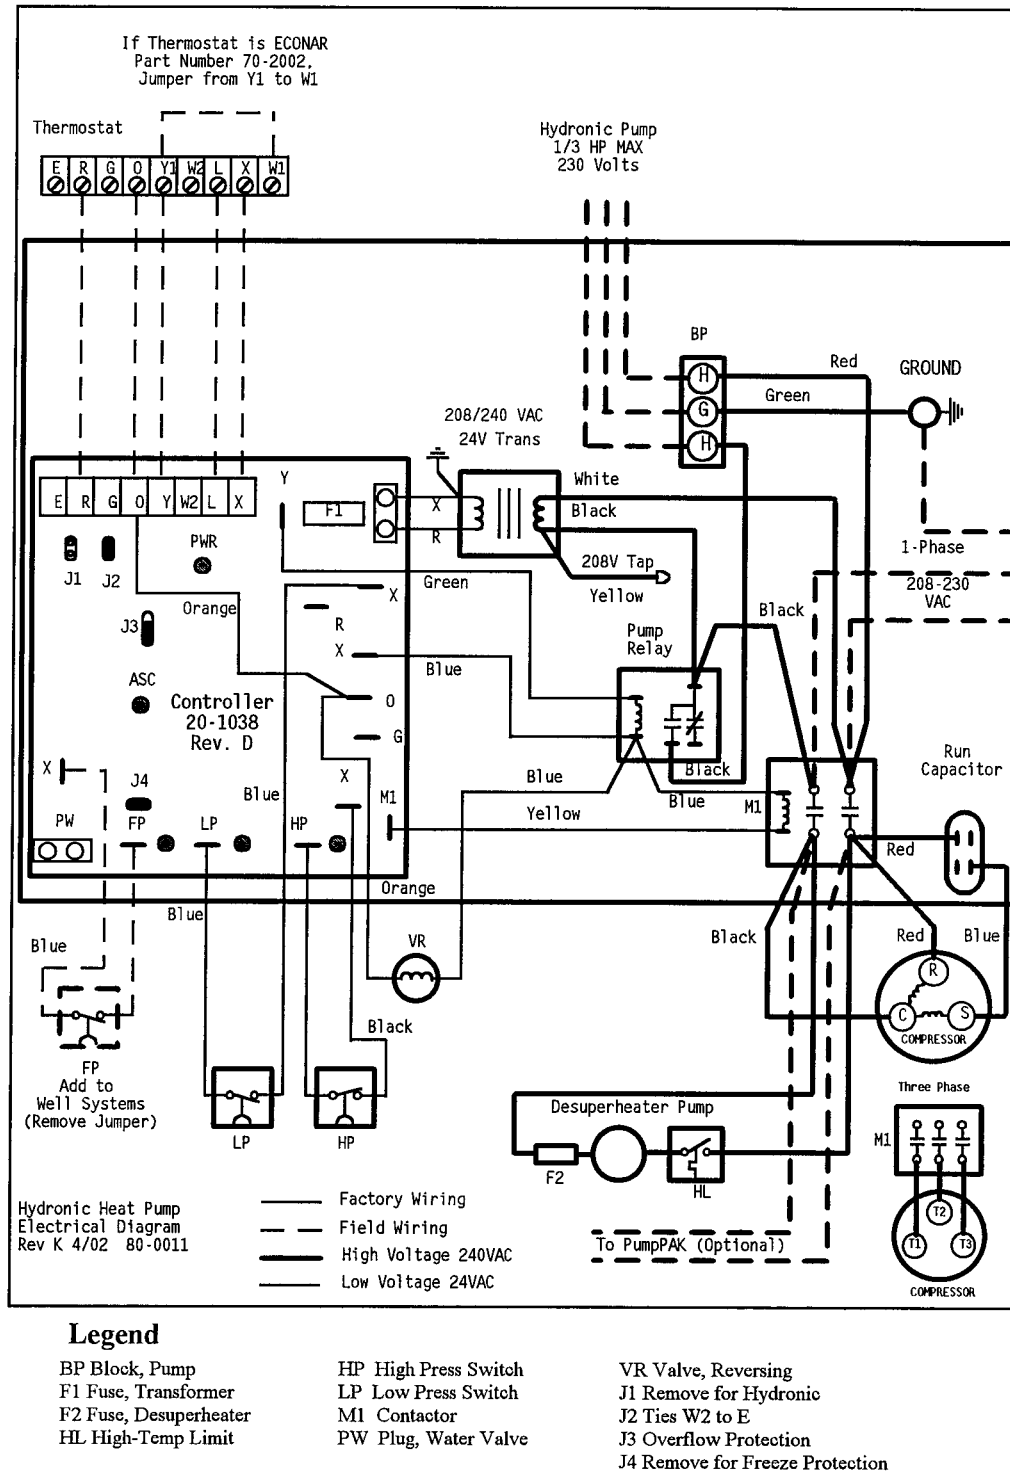 If Thermostat is ECONAR
Part Number 70-2002,
Jumper from Y1 to W1
Thermostat
E R G O Y1 W2 L X W1
Hydronic Pump
1/3 HP MAX
230 Volts
BP
H
G
H
Red
Green
GROUND
208/240 VAC
24V Trans
White
Black
X
R
208V Tap
Yellow
1-Phase
208-230
VAC
Y
F1
E R G O Y W2 L X
J1
J2
PWR
Green
Orange
X
R
J3
X
Blue
Pump
Relay
Black
ASC
Controller
20-1038
Rev. D
O
G
X
J4
X
Blue
M1
Blue
Black
Blue
M1
Run
Capacitor
PW
FP
LP
HP
Yellow
Red
Orange
Blue
Blue
VR
Black
Red
Blue
R
C
S
COMPRESSOR
Black
FP
Add to
Well Systems
(Remove Jumper)
LP
HP
Desuperheater Pump
F2
HL
Three Phase
M1
T1
T2
T3
COMPRESSOR
To PumpPAK (Optional)
Hydronic Heat Pump
Electrical Diagram
Rev K 4/02 80-0011
Factory Wiring
Field Wiring
High Voltage 240VAC
Low Voltage 24VAC
Legend
BP Block, Pump
F1 Fuse, Transformer
F2 Fuse, Desuperheater
HL High-Temp Limit
HP High Press Switch
LP Low Press Switch
M1 Contactor
PW Plug, Water Valve
VR Valve, Reversing
J1 Remove for Hydronic
J2 Ties W2 to E
J3 Overflow Protection
J4 Remove for Freeze Protection